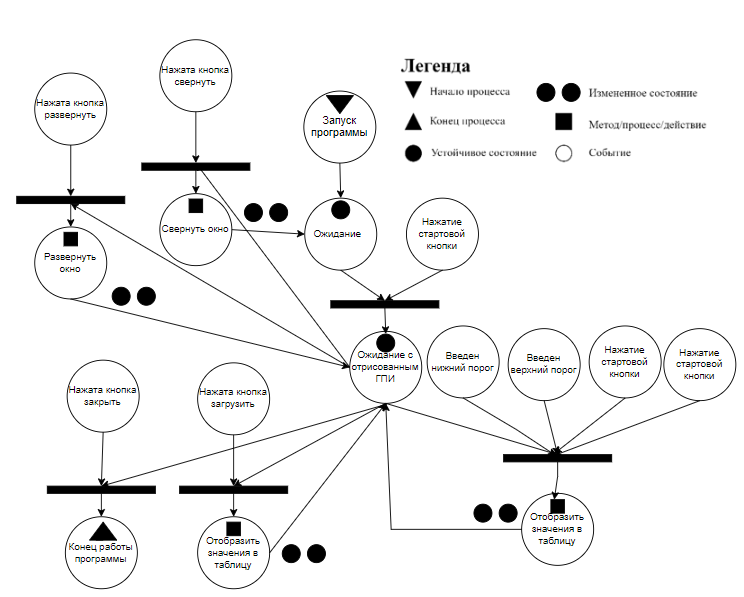 Легенда
Начало процесса
Измененное состояние
Конец процесса
Метод/процесс/действие
Устойчивое состояние
Событие
Нажата кнопка
свернуть
Нажата кнопка
развернуть
Запуск
программы
Свернуть окно
Ожидание
Нажатие
стартовой
кнопки
Развернуть
окно
Ожидание с
отрисованным
ГПИ
Введен
нижний порог
Введен
верхний порог
Нажатие
стартовой
кнопки
Нажатие
стартовой
кнопки
Нажата кнопка
закрыть
Нажата кнопка
загрузить
Отобразить
значения в
таблицу
Конец работы
программы
Отобразить
значения в
таблицу